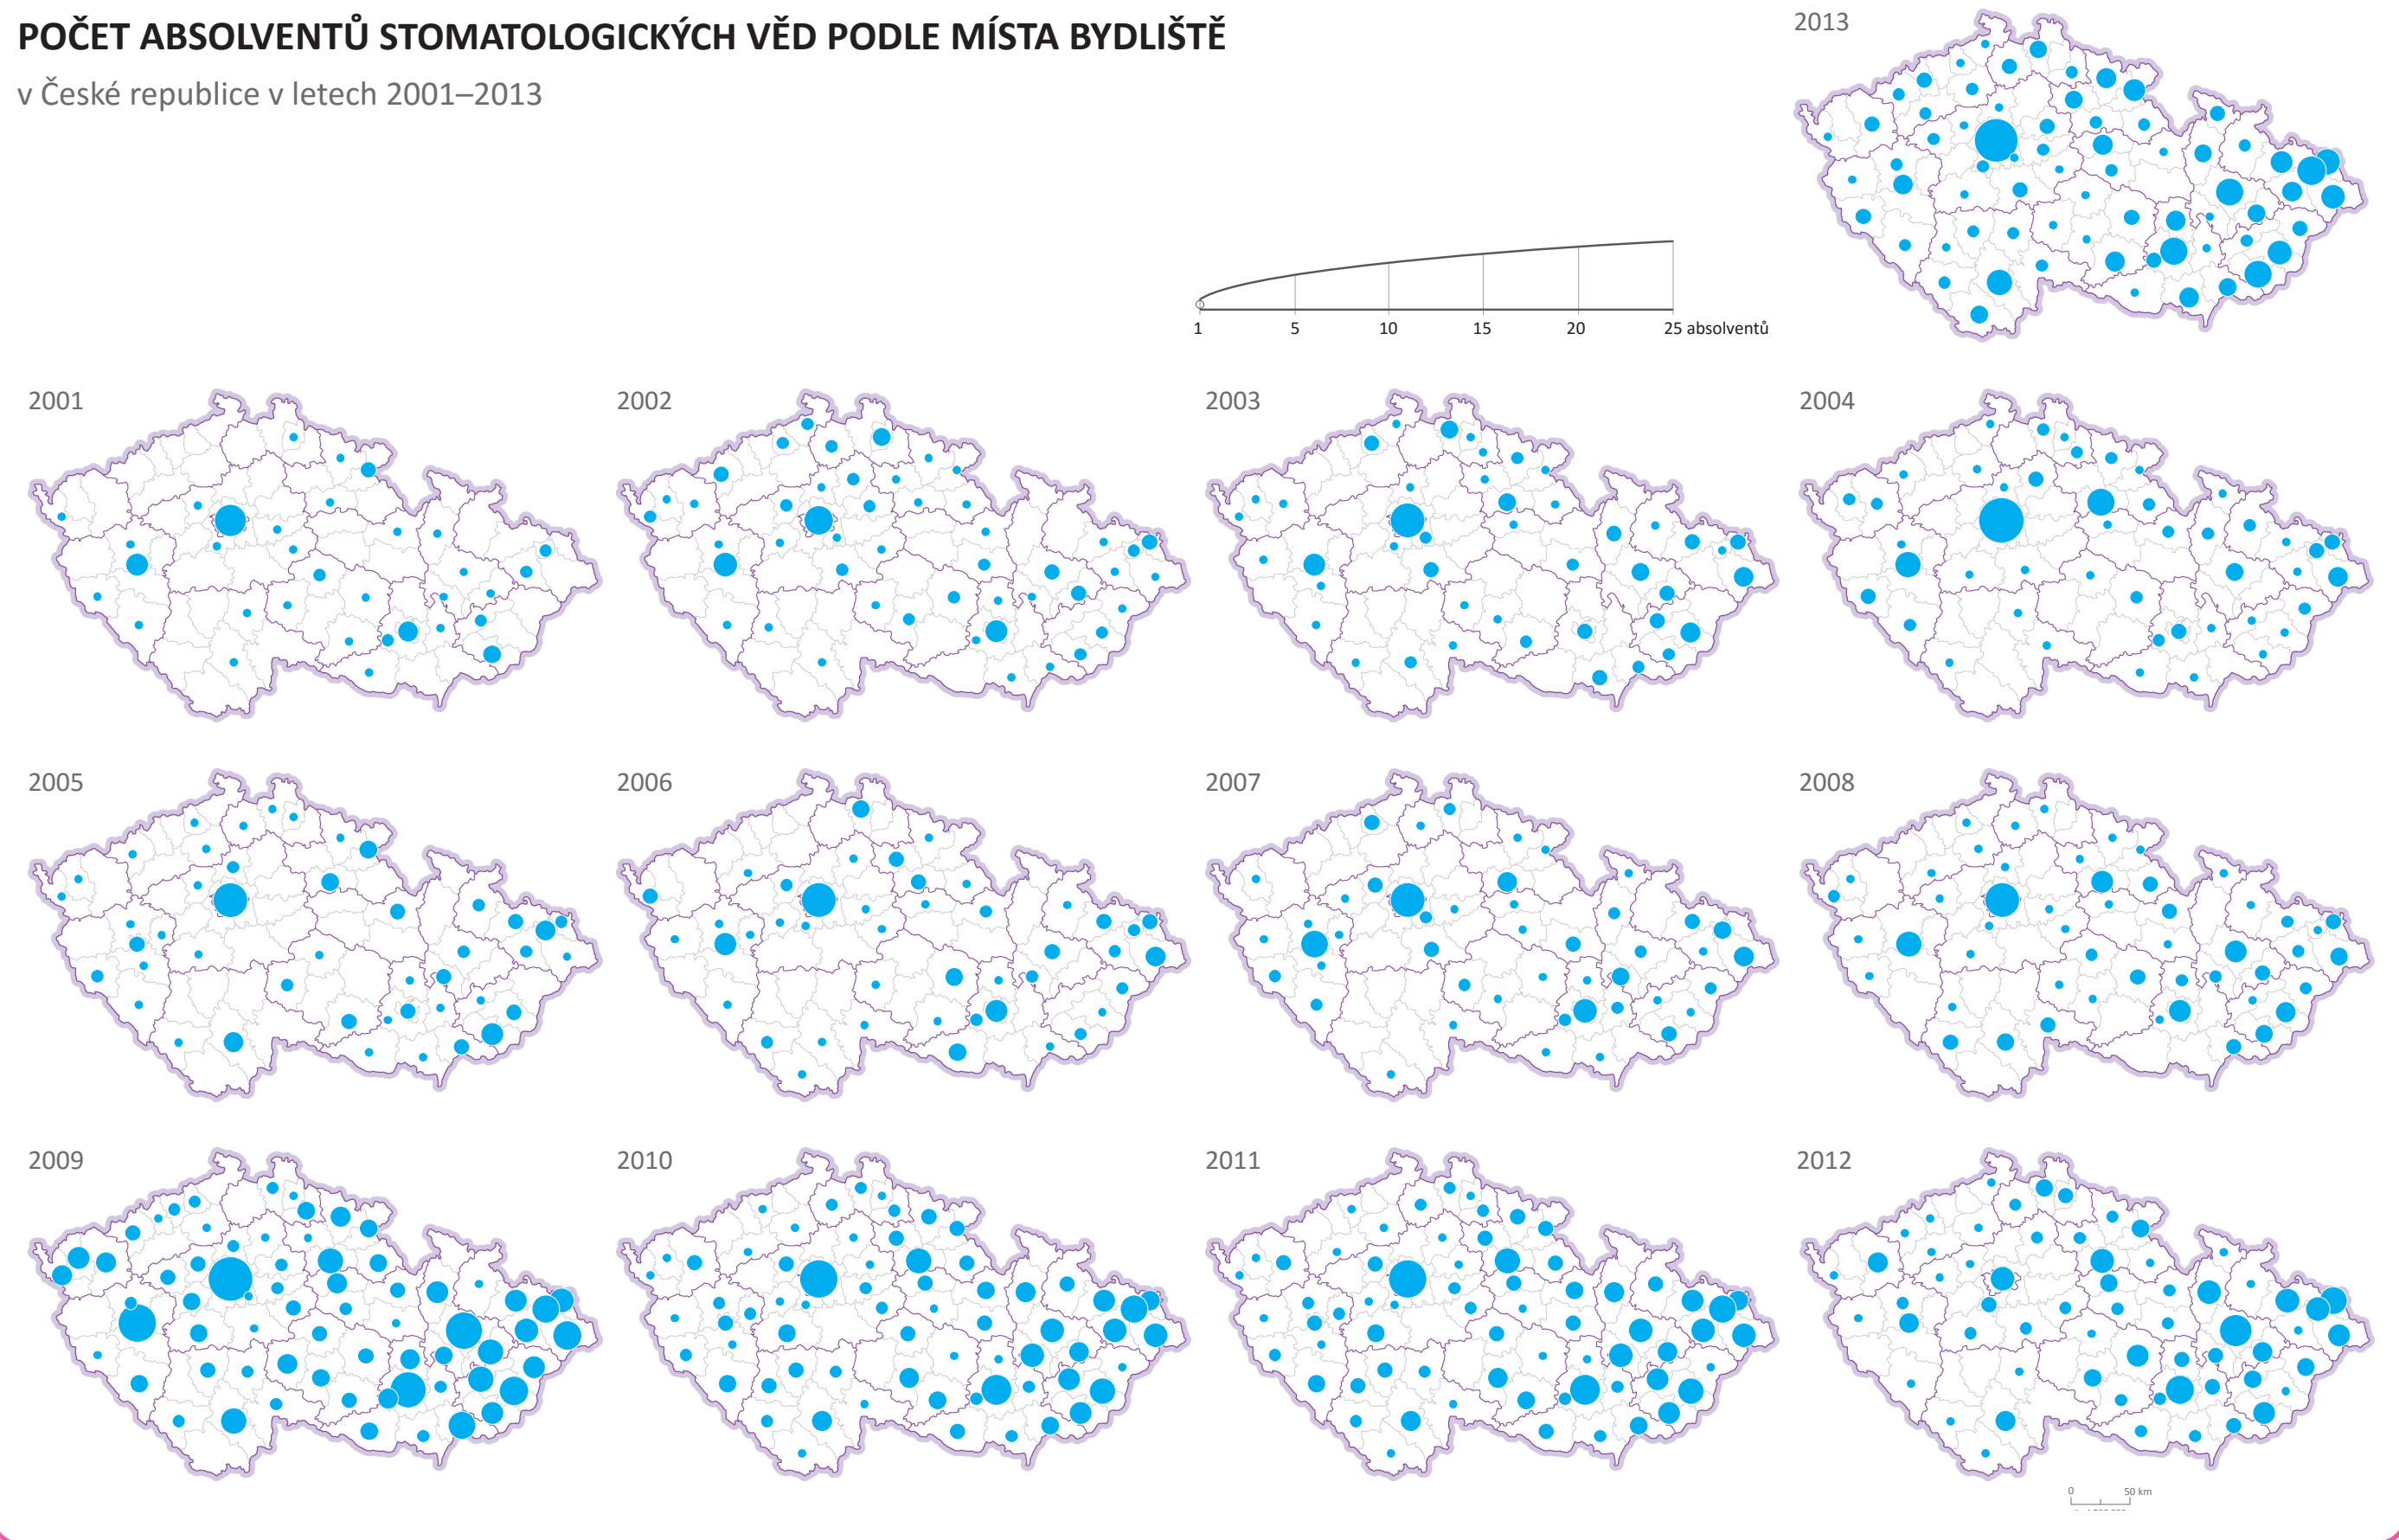 POČET ABSOLVENTŮ STOMATOLOGICKÝCH VĚD PODLE MÍSTA BYDLIŠTĚ
v České republice v letech 2001–2013
2013
1 5 10 15 20 25 absolventů
2001 2002 2003 2004
2005 2006 2007 2008
2009 2010 2011 2012
0 50 km